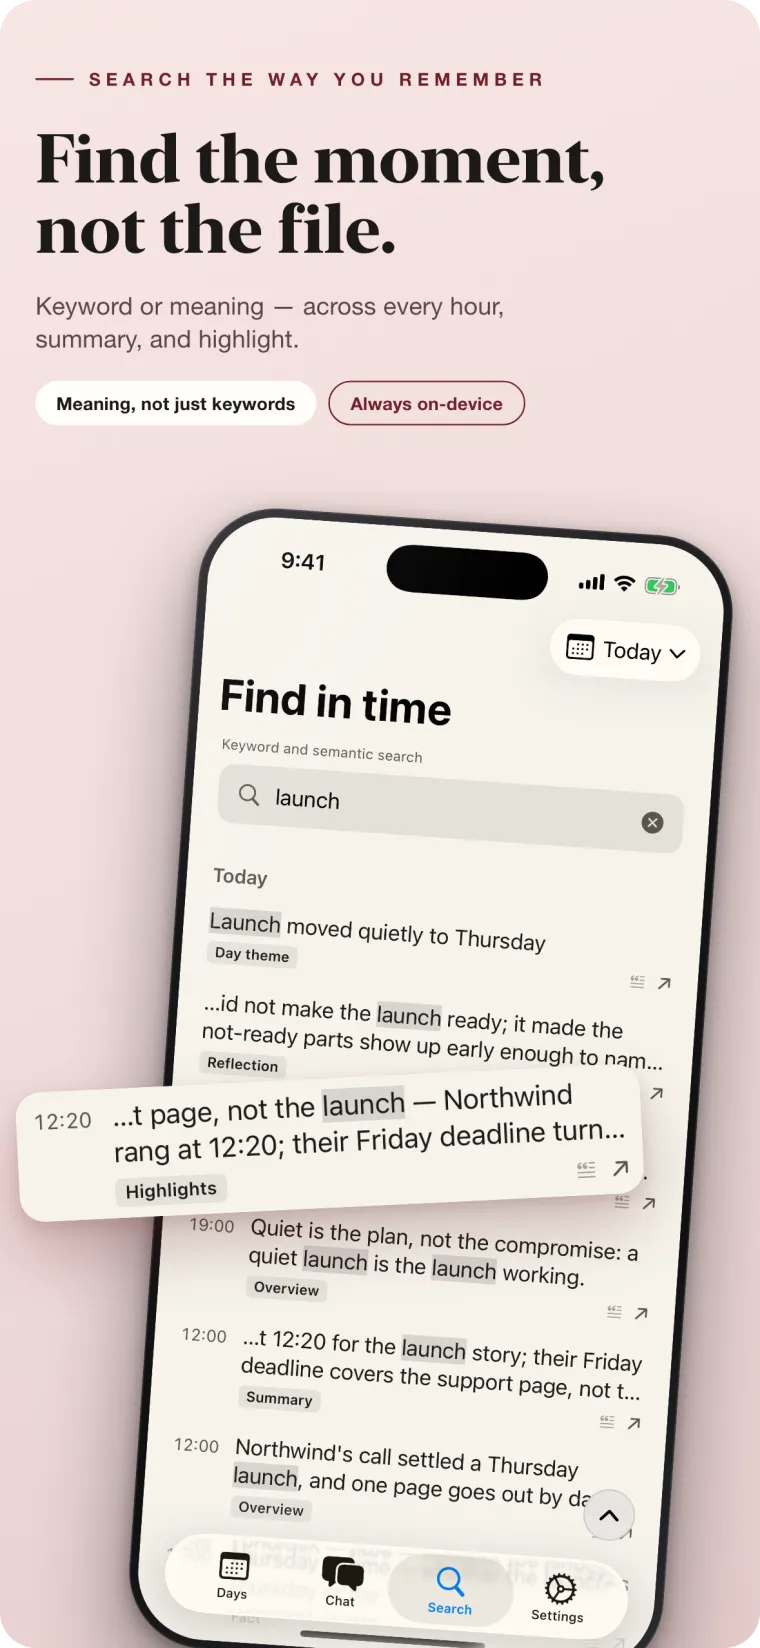 SEARCH THE WAY YOU REMEMBER
Find the moment,
not the file.
Keyword or meaning — across every hour,
summary, and highlight.
Meaning, not just keywords
Always on-device
9:41
Today
Find in time
Keyword and semantic search
launch
Today
Launch moved quietly to Thursday
Day theme
...id not make the launch ready; it made the
not-ready parts show up early enough to nam...
Reflection
12:20
...t page, not the launch — Northwind
rang at 12:20; their Friday deadline turn...
Highlights
19:00
Quiet is the plan, not the compromise: a
quiet launch is the launch working.
Overview
12:00
...t 12:20 for the launch story; their Friday
deadline covers the support page, not t...
Summary
12:00
Northwind's call settled a Thursday
launch, and one page goes out by da
Overview
Days
Chat
Search
Settings
Fact